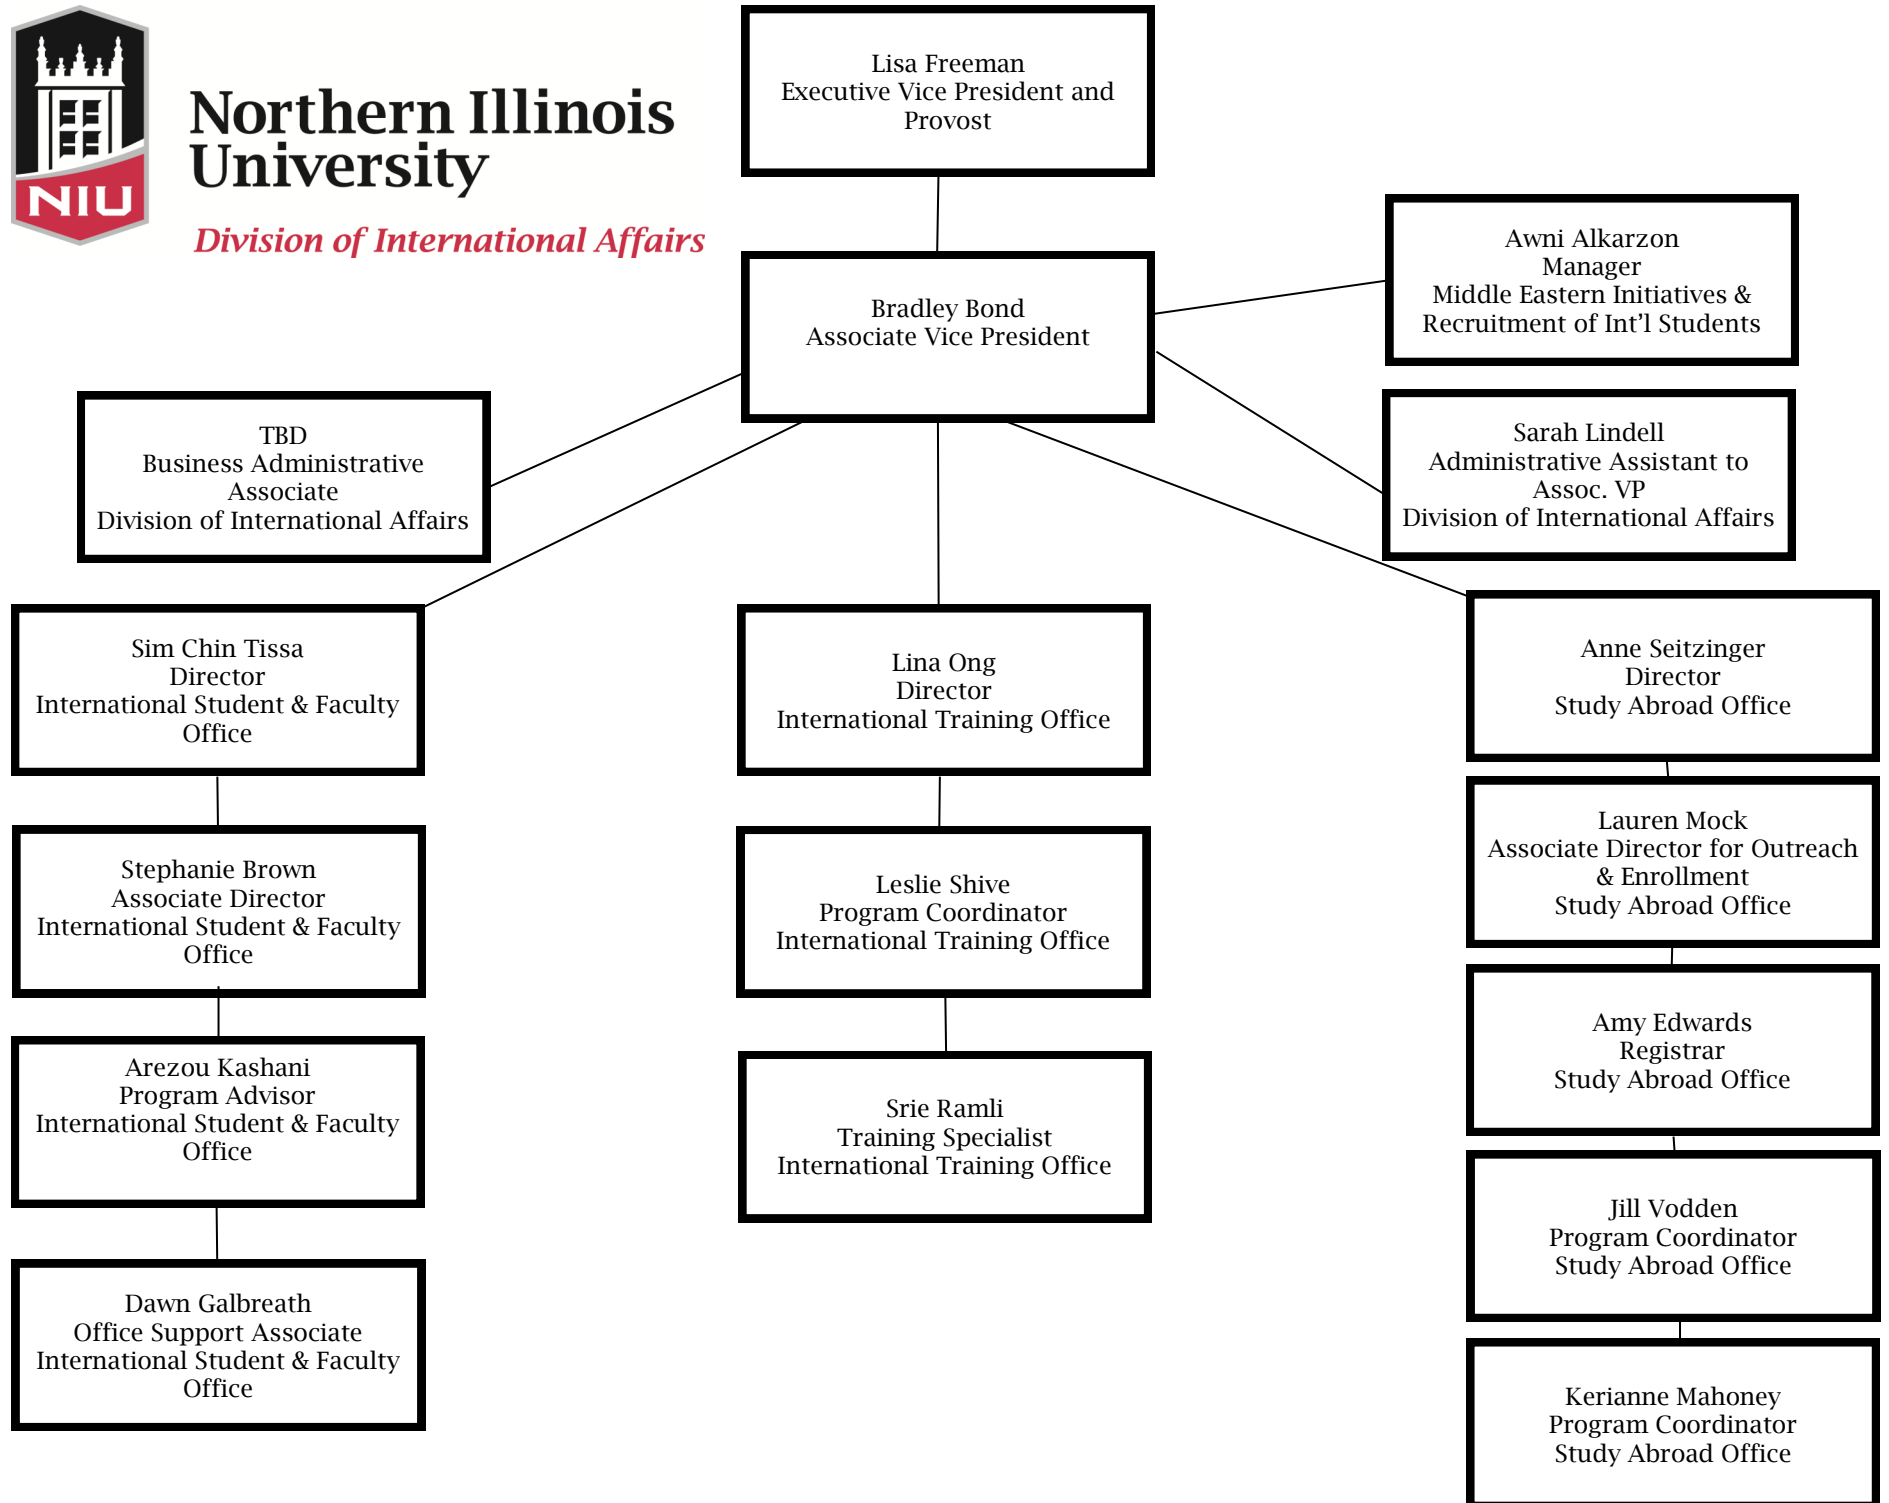 NIU
Northern Illinois
University
Division of International Affairs
Lisa Freeman
Executive Vice President and
Provost
Bradley Bond
Associate Vice President
Awni Alkarzon
Manager
Middle Eastern Initiatives &
Recruitment of Int’l Students
TBD
Business Administrative
Associate
Division of International Affairs
Sarah Lindell
Administrative Assistant to
Assoc. VP
Division of International Affairs
Sim Chin Tissa
Director
International Student & Faculty
Office
Lina Ong
Director
International Training Office
Anne Seitzinger
Director
Study Abroad Office
Stephanie Brown
Associate Director
International Student & Faculty
Office
Leslie Shive
Program Coordinator
International Training Office
Lauren Mock
Associate Director for Outreach
& Enrollment
Study Abroad Office
Arezou Kashani
Program Advisor
International Student & Faculty
Office
Srie Ramli
Training Specialist
International Training Office
Amy Edwards
Registrar
Study Abroad Office
Dawn Galbreath
Office Support Associate
International Student & Faculty
Office
Jill Vodden
Program Coordinator
Study Abroad Office
Kerianne Mahoney
Program Coordinator
Study Abroad Office